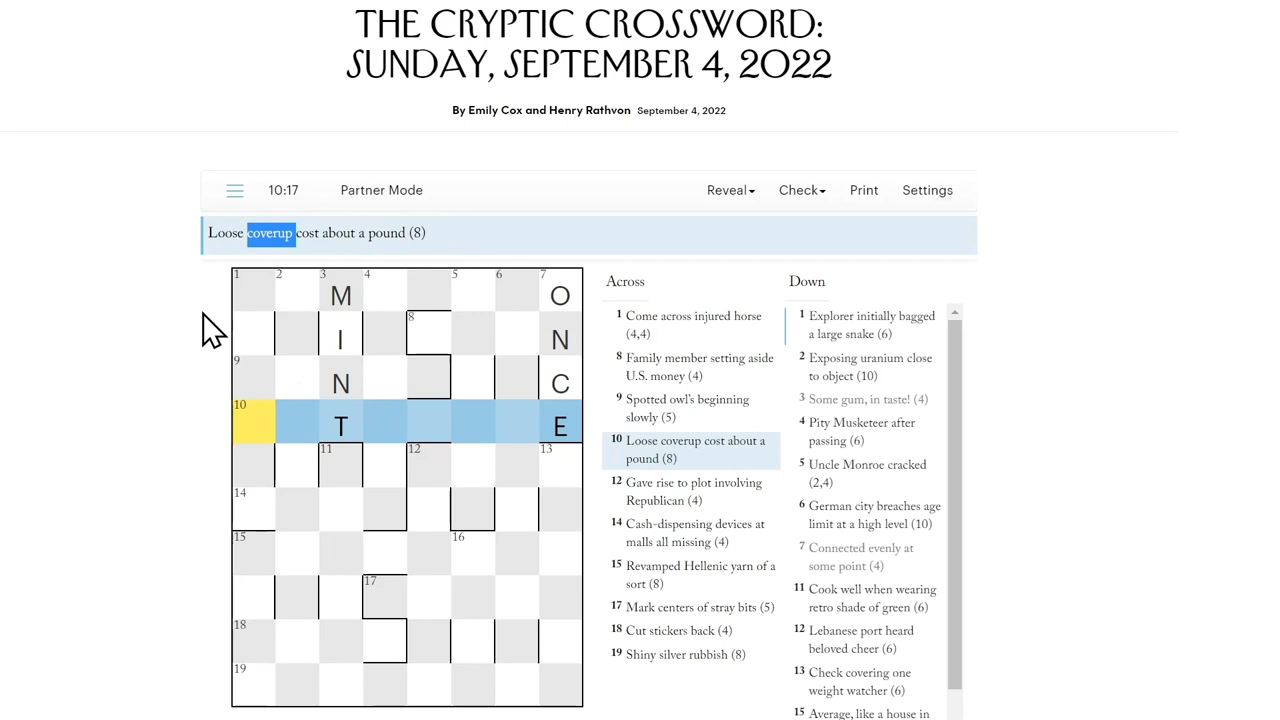 THE CRYPTIC CROSSWORD:
SUNDAY, SEPTEMBER 4, 2022
By Emily Cox and Henry Rathvon September 4, 2022
10:17 Partner Mode Reveal Check Print Settings
Loose coverup cost about a pound (8)
1 2 3 4 5 6 7
M O
8
I N
9
N C
10
T E
11 12 13
14
15 16
17
18
19
Across
1 Come across injured horse
(4,4)
8 Family member setting aside
U.S. money (4)
9 Spotted owl's beginning
slowly (5)
10 Loose coverup cost about a
pound (8)
12 Gave rise to plot involving
Republican (4)
14 Cash-dispensing devices at
malls all missing (4)
15 Revamped Hellenic yarn of a
sort (8)
17 Mark centers of stray bits (5)
18 Cut stickers back (4)
19 Shiny silver rubbish (8)
Down
1 Explorer initially bagged
a large snake (6)
2 Exposing uranium close
to object (10)
3 Some gum, in taste! (4)
4 Pity Musketeer after
passing (6)
5 Uncle Monroe cracked
(2,4)
6 German city breaches age
limit at a high level (10)
7 Connected evenly at
some point (4)
11 Cook well when wearing
retro shade of green (6)
12 Lebanese port heard
beloved cheer (6)
13 Check covering one
weight watcher (6)
15 Average, like a house in